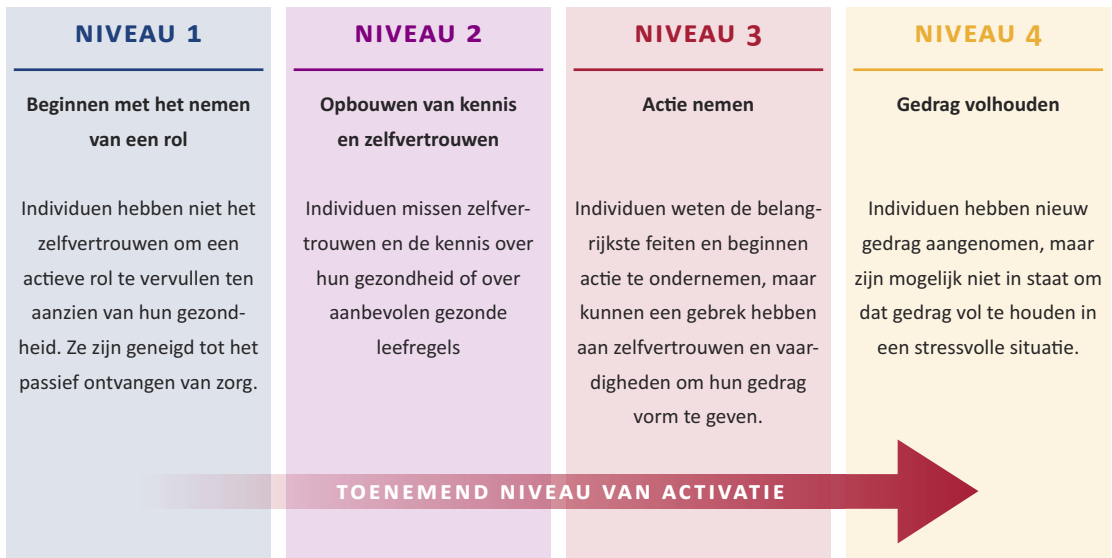 NIVEAU 1
Beginnen met het nemen
van een rol
Individuen hebben niet het
zelfvertrouwen om een
actieve rol te vervullen ten
aanzien van hun gezond-
heid. Ze zijn geneigd tot het
passief ontvangen van zorg.
NIVEAU 2
Opbouwen van kennis
en zelfvertrouwen
Individuen missen zelfver-
trouwen en de kennis over
hun gezondheid of over
aanbevolen gezonde
leefregels
NIVEAU 3
Actie nemen
Individuen weten de belang-
rijkste feiten en beginnen
actie te ondernemen, maar
kunnen een gebrek hebben
aan zelfvertrouwen en vaar-
digheden om hun gedrag
vorm te geven.
NIVEAU 4
Gedrag volhouden
Individuen hebben nieuw
gedrag aangenomen, maar
zijn mogelijk niet in staat om
dat gedrag vol te houden in
een stressvolle situatie.
TOENEMEND NIVEAU VAN ACTIVATIE